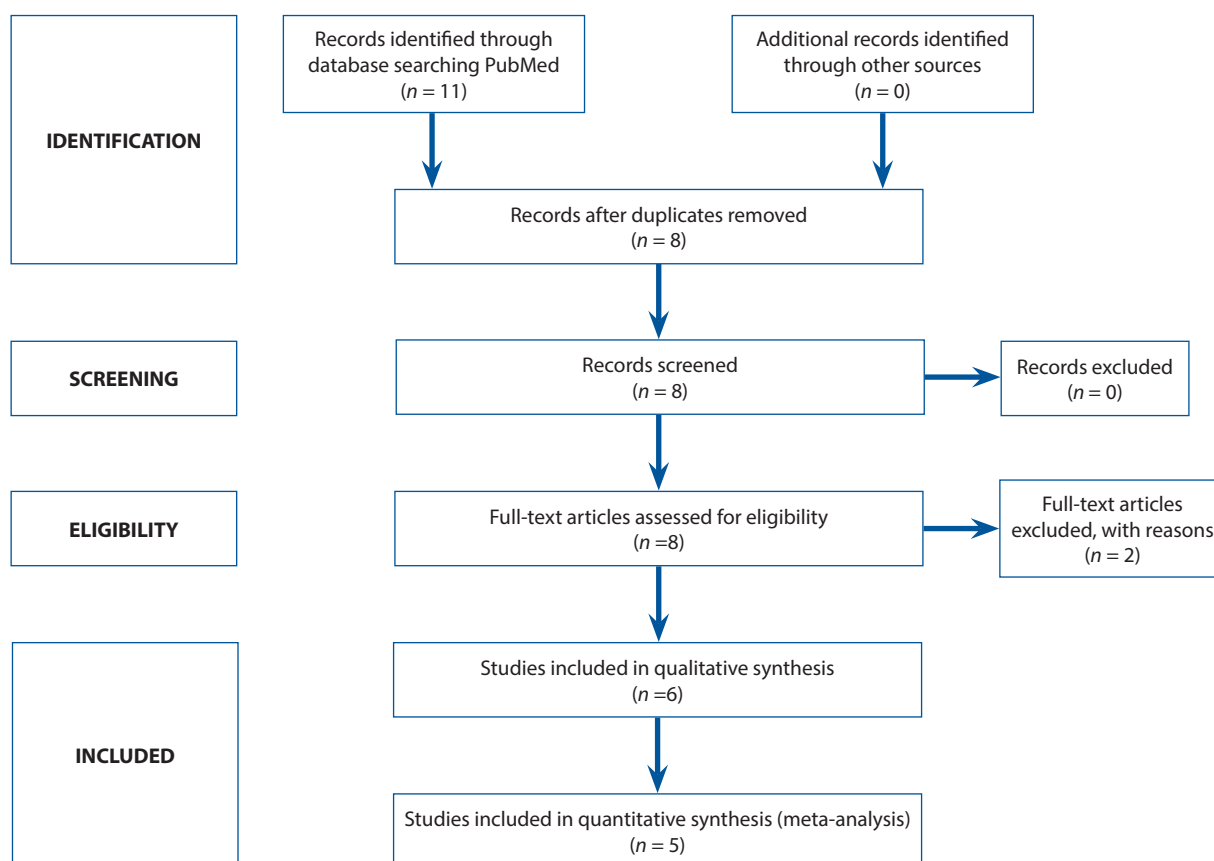 IDENTIFICATION
Records identified through
database searching PubMed
(n = 11)
Additional records identified
through other sources
(n = 0)
Records after duplicates removed
(n = 8)
SCREENING
Records screened
(n = 8)
Records excluded
(n = 0)
ELIGIBILITY
Full-text articles assessed for eligibility
(n =8)
Full-text articles
excluded, with reasons
(n = 2)
INCLUDED
Studies included in qualitative synthesis
(n =6)
Studies included in quantitative synthesis (meta-analysis)
(n = 5)